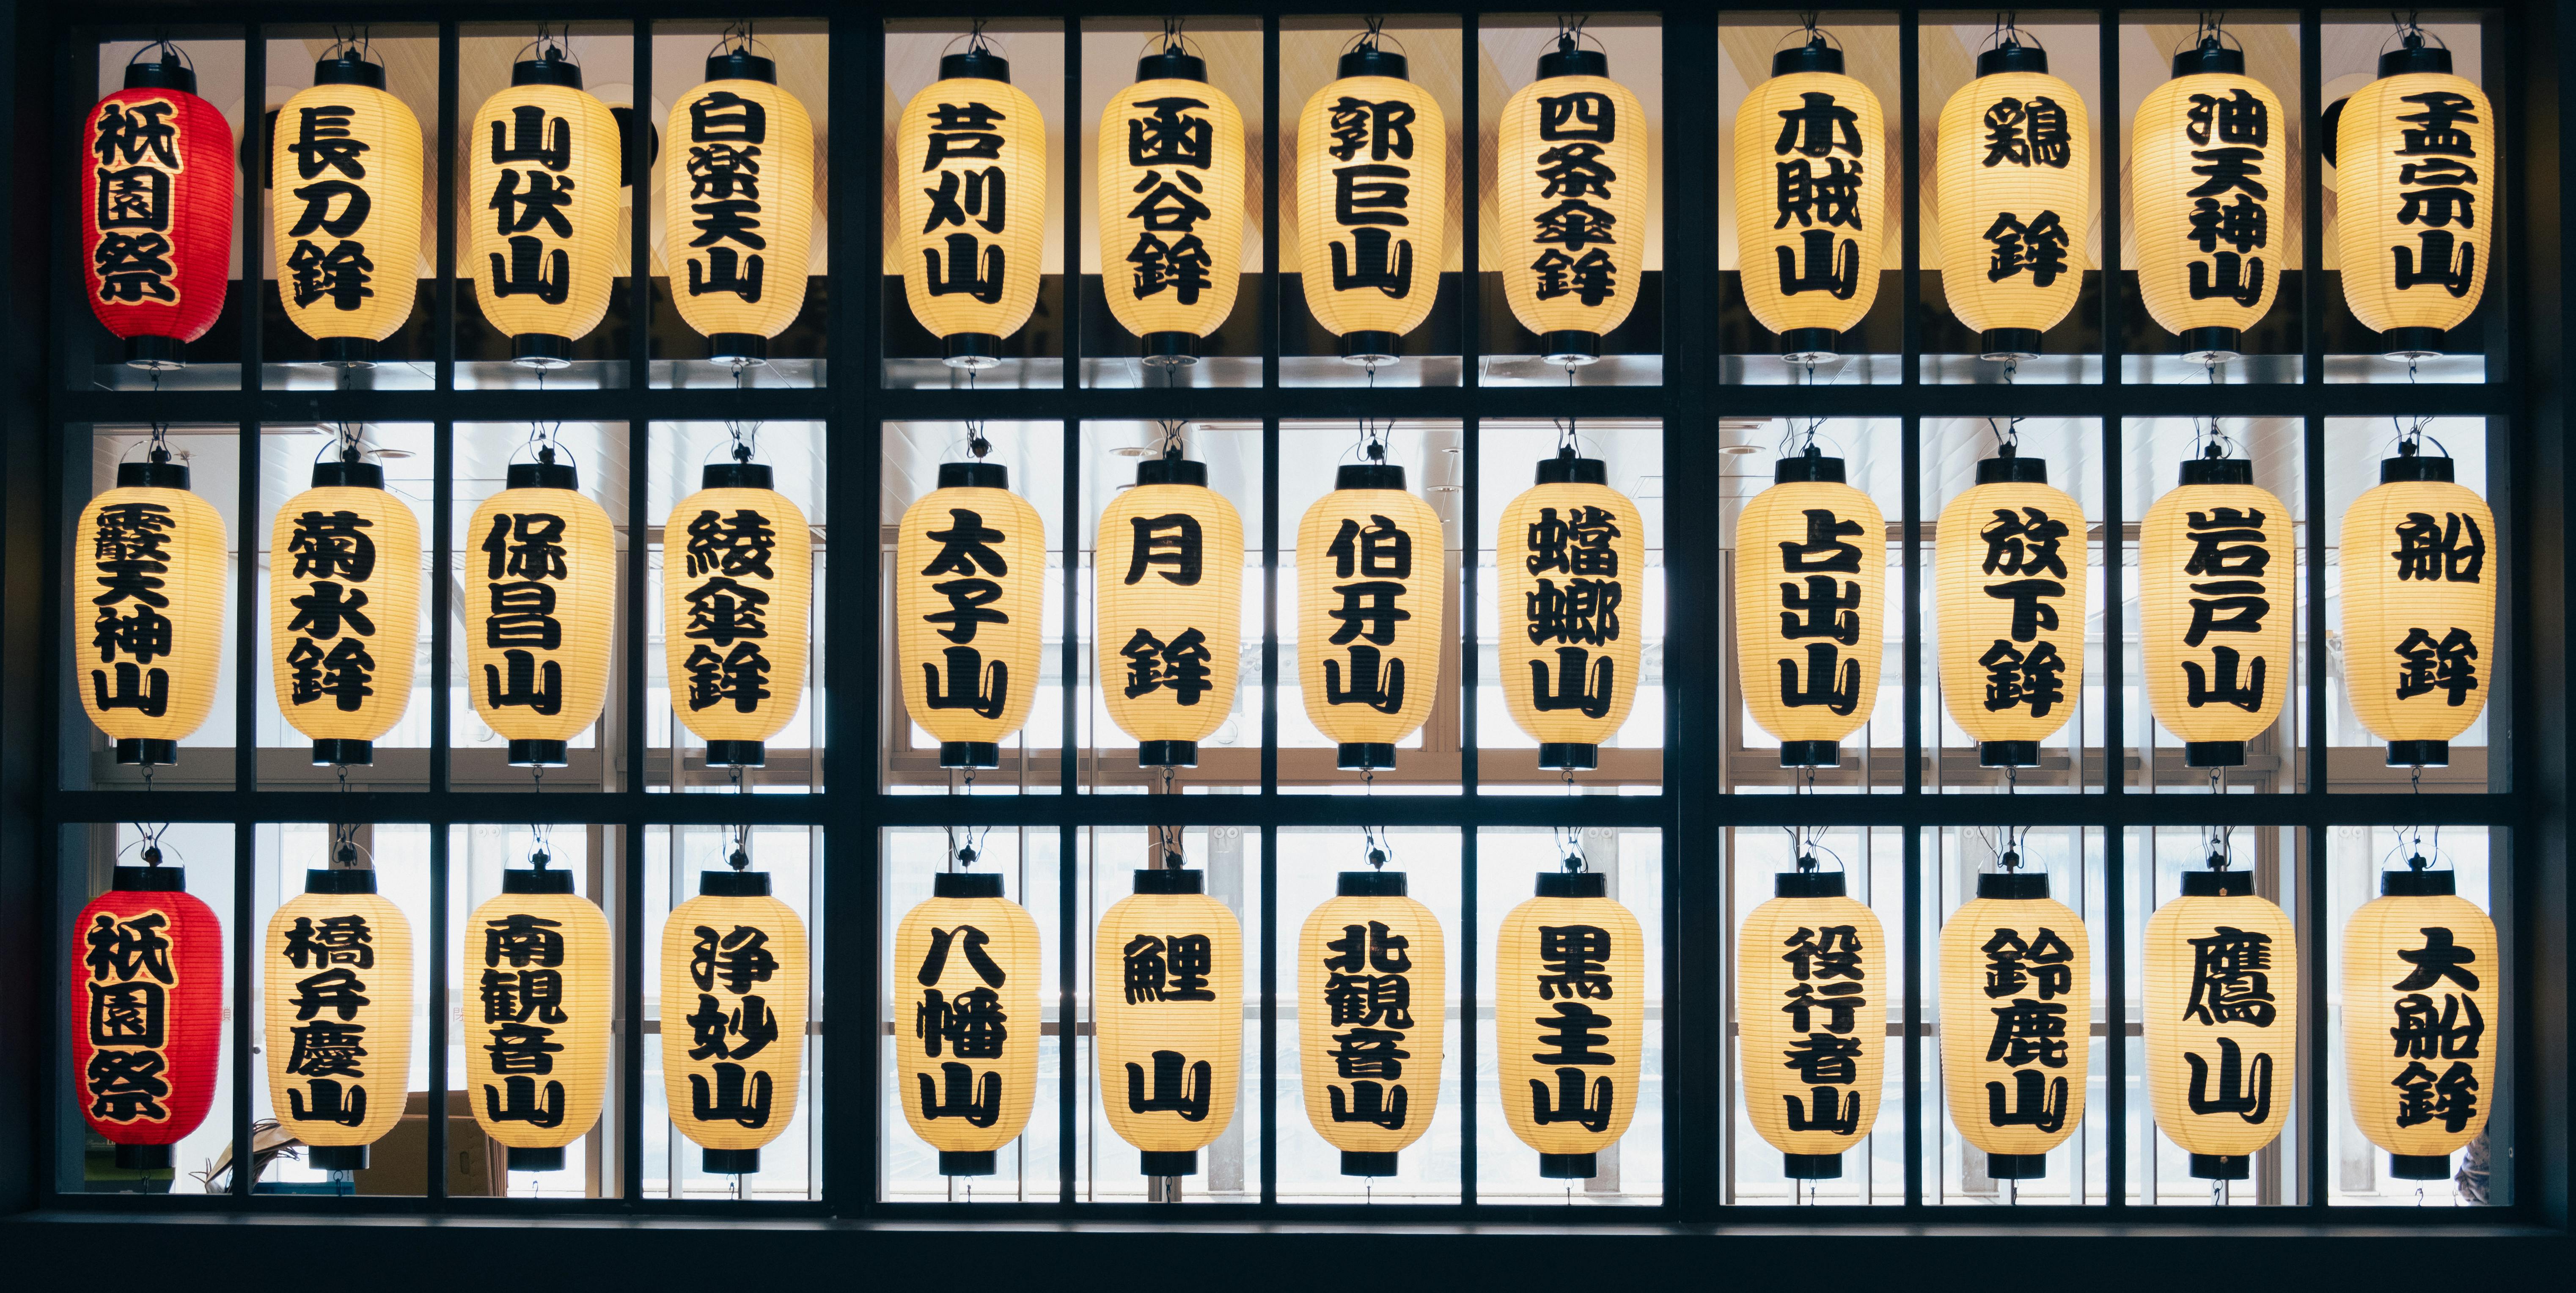 祇園祭
長刀鉾
山伏山
白楽天山
芦刈山
函谷鉾
郭巨山
四条傘鉾
木賊山
鶏鉾
油天神山
孟宗山
霰天神山
菊水鉾
保昌山
綾傘鉾
太子山
月鉾
伯牙山
蟷螂山
占出山
放下鉾
岩戸山
船鉾
祇園祭
橋弁慶山
南観音山
浄妙山
八幡山
鯉山
北観音山
黒主山
役行者山
鈴鹿山
鷹山
大船鉾